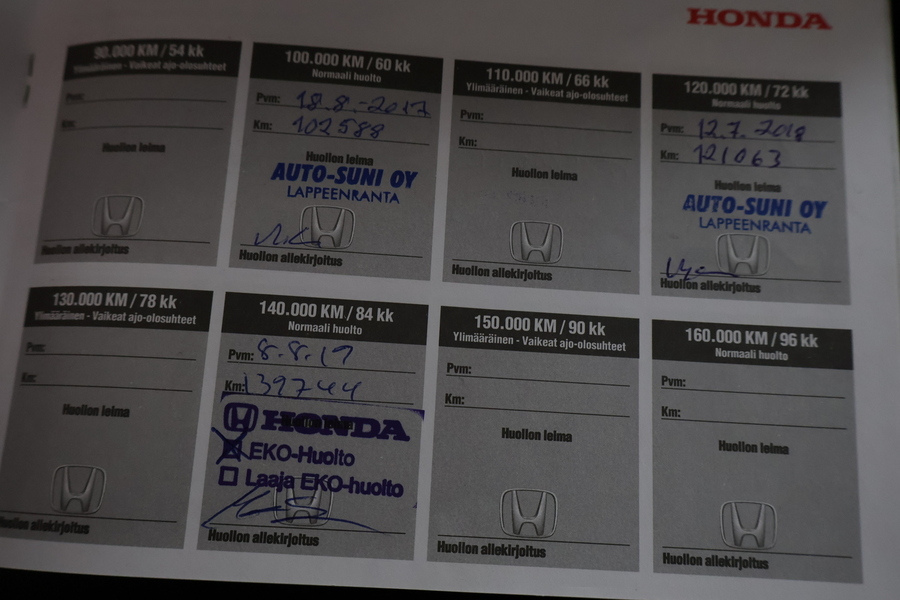 HONDA
90.000 KM / 54 kk
Ylimääräinen - Vaikeat ajo-olosuhteet
Pvm:
Km:
Huollon leima
Huollon allekirjoitus
100.000 KM / 60 kk
Normaali huolto
Pvm: 18.8.-2017
Km: 102588
Huollon leima
AUTO-SUNI OY
LAPPEENRANTA
Huollon allekirjoitus
110.000 KM / 66 kk
Ylimääräinen - Vaikeat ajo-olosuhteet
Pvm:
Km:
Huollon leima
Huollon allekirjoitus
120.000 KM / 72 kk
Normaali huolto
Pvm: 12.7.2018
Km: 121063
Huollon leima
AUTO-SUNI OY
LAPPEENRANTA
Huollon allekirjoitus
130.000 KM / 78 kk
Ylimääräinen - Vaikeat ajo-olosuhteet
Pvm:
Km:
Huollon leima
Huollon allekirjoitus
140.000 KM / 84 kk
Normaali huolto
Pvm: 8.8.19
Km: 139744
HONDA
EKO-Huolto
Laaja EKO-huolto
Huollon allekirjoitus
150.000 KM / 90 kk
Ylimääräinen - Vaikeat ajo-olosuhteet
Pvm:
Km:
Huollon leima
Huollon allekirjoitus
160.000 KM / 96 kk
Normaali huolto
Pvm:
Km:
Huollon leima
Huollon allekirjoitus